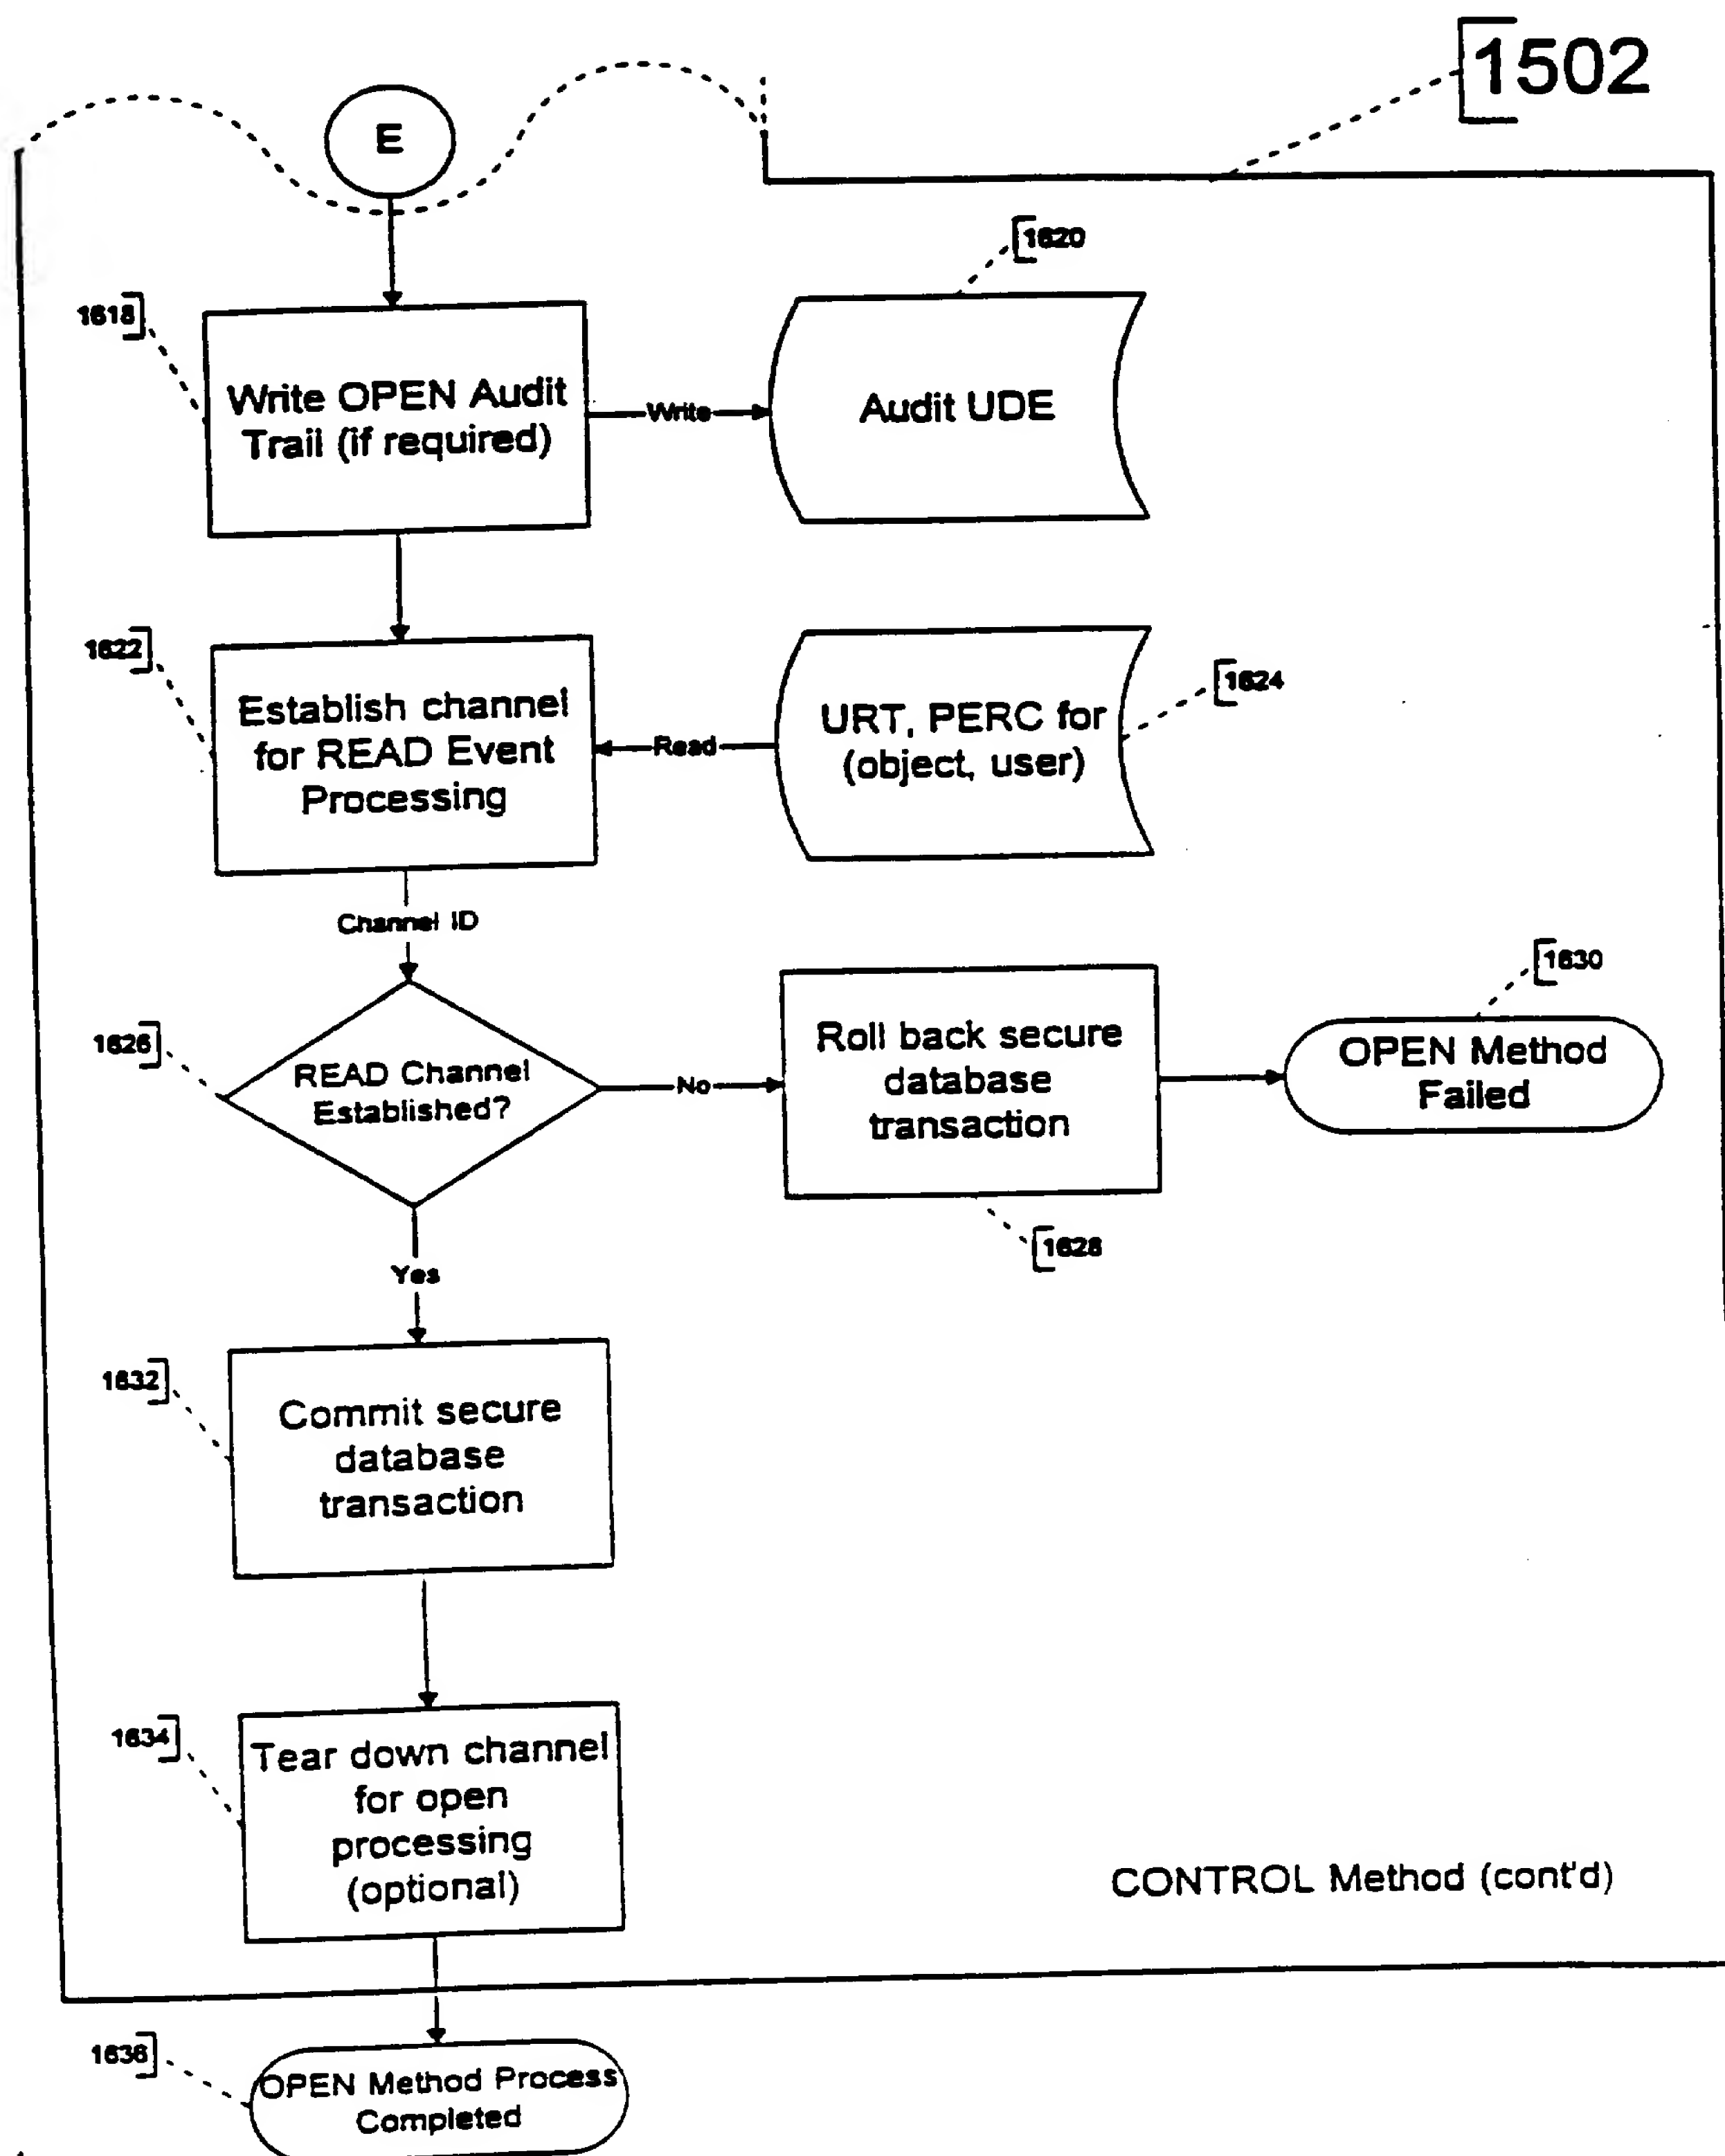 1502
E
1620
1618
Write OPEN Audit
Trail (if required)
Write
Audit UDE
1622
Establish channel
for READ Event
Processing
Read
URT, PERC for
(object, user)
1624
Channel ID
1626
READ Channel
Established?
No
Roll back secure
database
transaction
1628
1630
OPEN Method
Failed
Yes
1632
Commit secure
database
transaction
1634
Tear down channel
for open
processing
(optional)
CONTROL Method (cont'd)
1636
OPEN Method Process
Completed